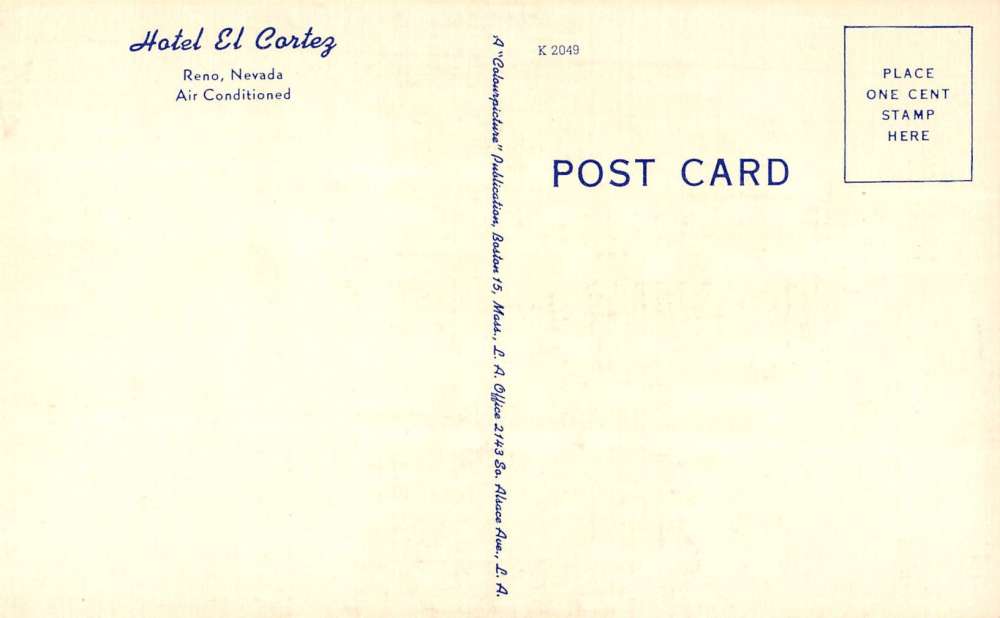 Hotel El Cortez
Reno, Nevada
Air Conditioned
A "Colourpicture" Publication, Boston 15, Mass., L. A. Office 2143 So. Alsace Ave., L. A.
K 2049
POST CARD
PLACE
ONE CENT
STAMP
HERE